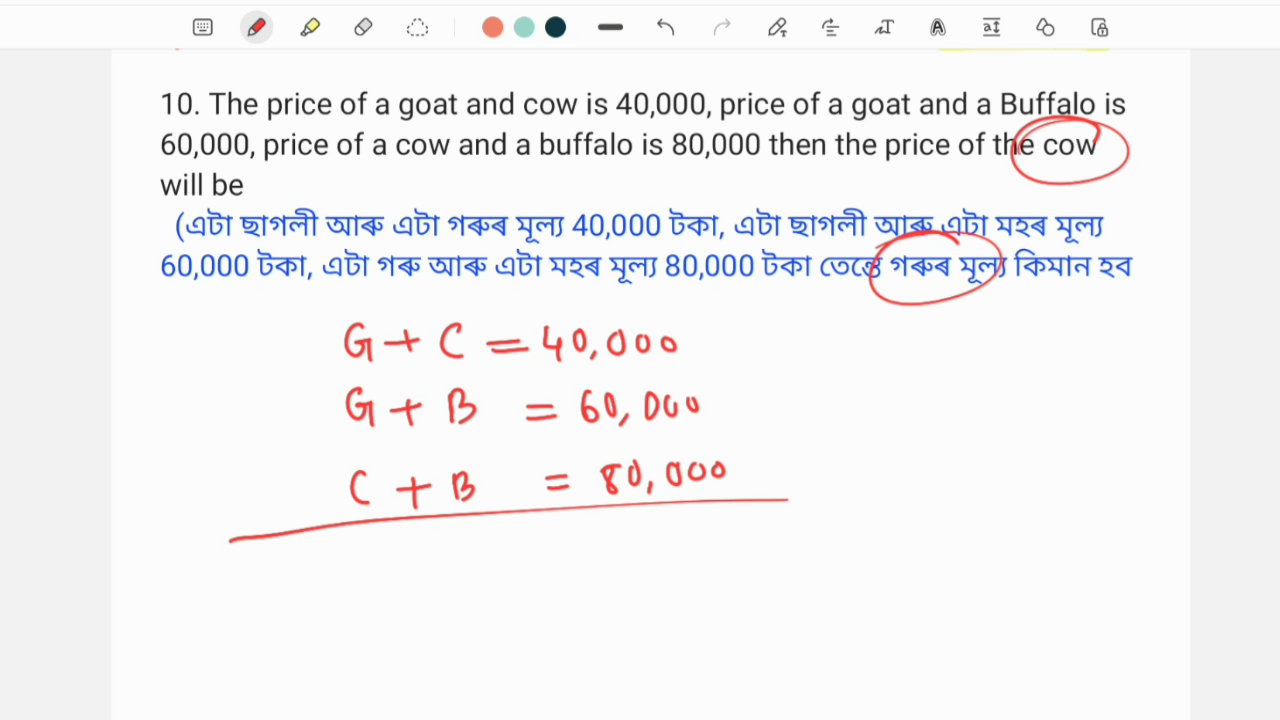 10. The price of a goat and cow is 40,000, price of a goat and a Buffalo is
60,000, price of a cow and a buffalo is 80,000 then the price of the cow
will be
(এটা ছাগলী আৰু এটা গৰুৰ মূল্য 40,000 টকা, এটা ছাগলী আৰু এটা মহৰ মূল্য
60,000 টকা, এটা গৰু আৰু এটা মহৰ মূল্য 80,000 টকা তেন্তে গৰুৰ মূল্য কিমান হব
G + C = 40,000
G + B = 60,000
C + B = 80,000